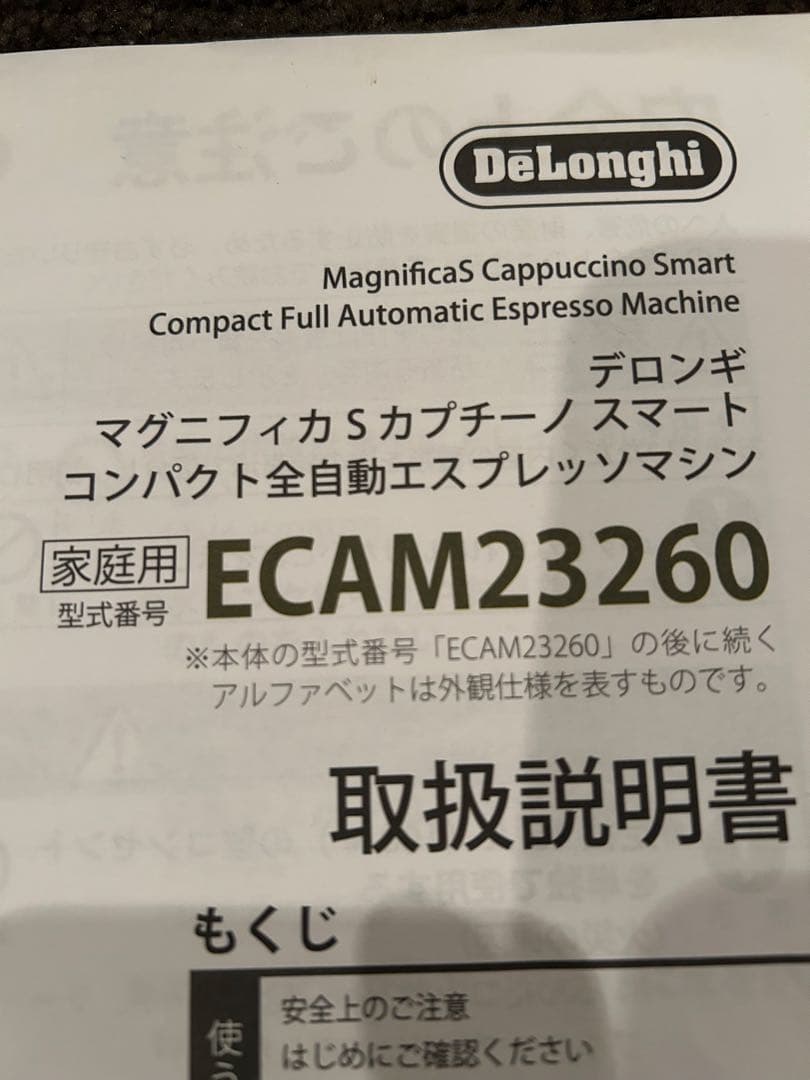 DēLonghi
MagnificaS Cappuccino Smart
Compact Full Automatic Espresso Machine
デロンギ
マグニフィカ S カプチーノ スマート
コンパクト全自動エスプレッソマシン
家庭用
型式番号
ECAM23260
※本体の型式番号「ECAM23260」の後に続く
アルファベットは外観仕様を表すものです。
取扱説明書
もくじ
使う
安全上のご注意
はじめにご確認ください